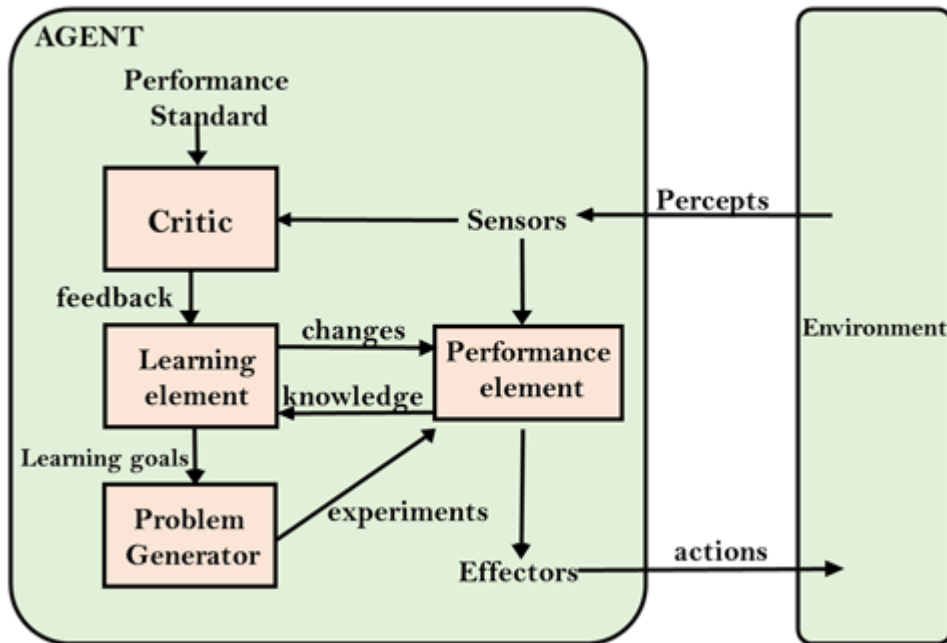 AGENT
Performance
Standard
Critic
Sensors
Percepts
feedback
changes
Environment
Learning
element
Performance
element
knowledge
Learning goals
Problem
Generator
experiments
Effectors
actions